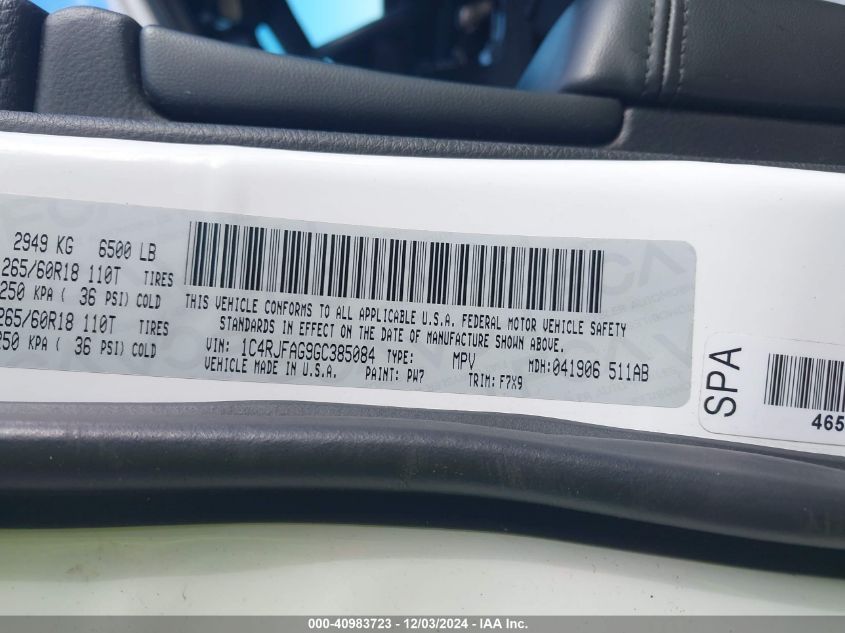 2949 KG 6500 LB
265/60R18 110T TIRES
250 KPA ( 36 PSI) COLD
265/60R18 110T TIRES
250 KPA ( 36 PSI) COLD
THIS VEHICLE CONFORMS TO ALL APPLICABLE U.S.A. FEDERAL MOTOR VEHICLE SAFETY
STANDARDS IN EFFECT ON THE DATE OF MANUFACTURE SHOWN ABOVE.
VIN: 1C4RJFAG9GC385084 TYPE: MPV MDH:041906 511AB
VEHICLE MADE IN U.S.A. PAINT: PW7 TRIM: F7X9
SPA
465
000-40983723 - 12/03/2024 - IAA Inc.